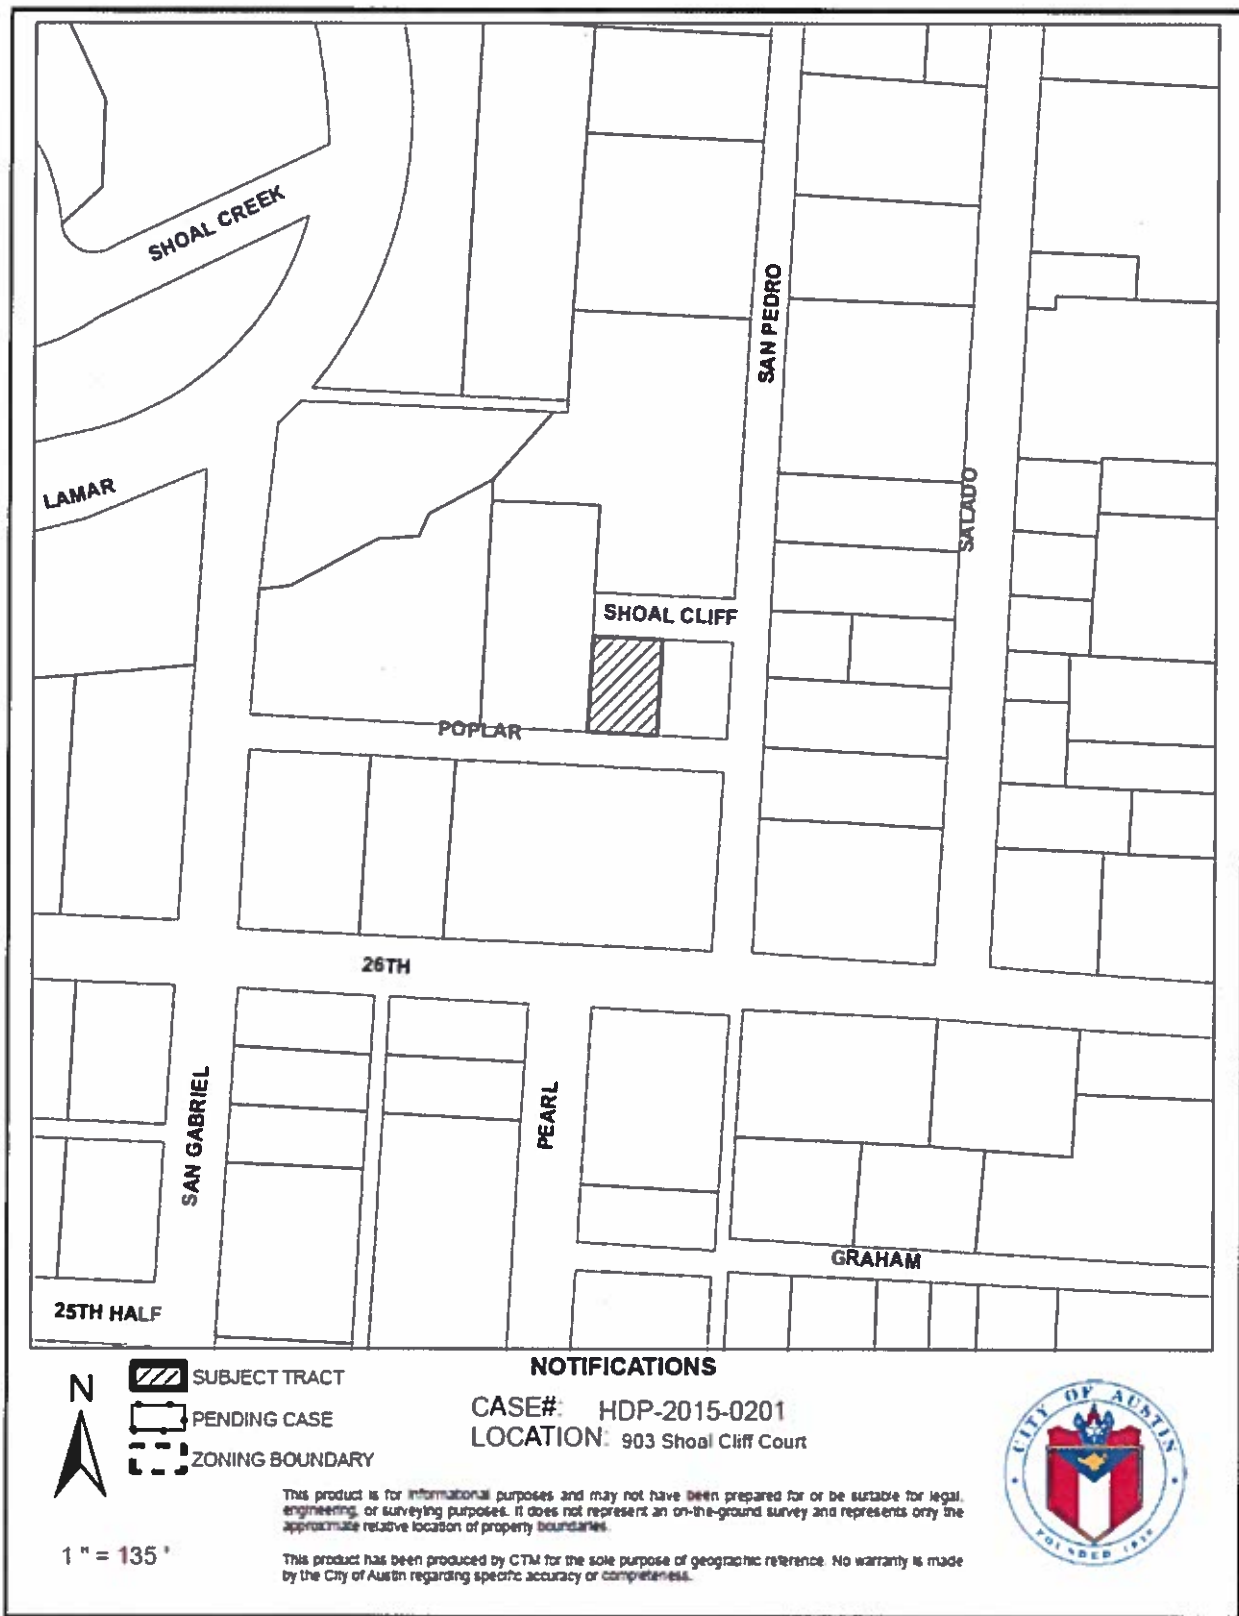 SHOAL CREEK
SAN PEDRO
LAMAR
SALADO
SHOAL CLIFF
POPLAR
26TH
SAN GABRIEL
PEARL
GRAHAM
25TH HALF
NOTIFICATIONS
N
SUBJECT TRACT
PENDING CASE
ZONING BOUNDARY
CASE#: HDP-2015-0201
LOCATION: 903 Shoal Cliff Court
This product is for informational purposes and may not have been prepared for or be suitable for legal,
engineering, or surveying purposes. It does not represent an on-the-ground survey and represents only the
approximate relative location of property boundaries.
1 " = 135 '
This product has been produced by CTM for the sole purpose of geographic reference. No warranty is made
by the City of Austin regarding specific accuracy or completeness.
CITY OF AUSTIN
FOUNDED 1839